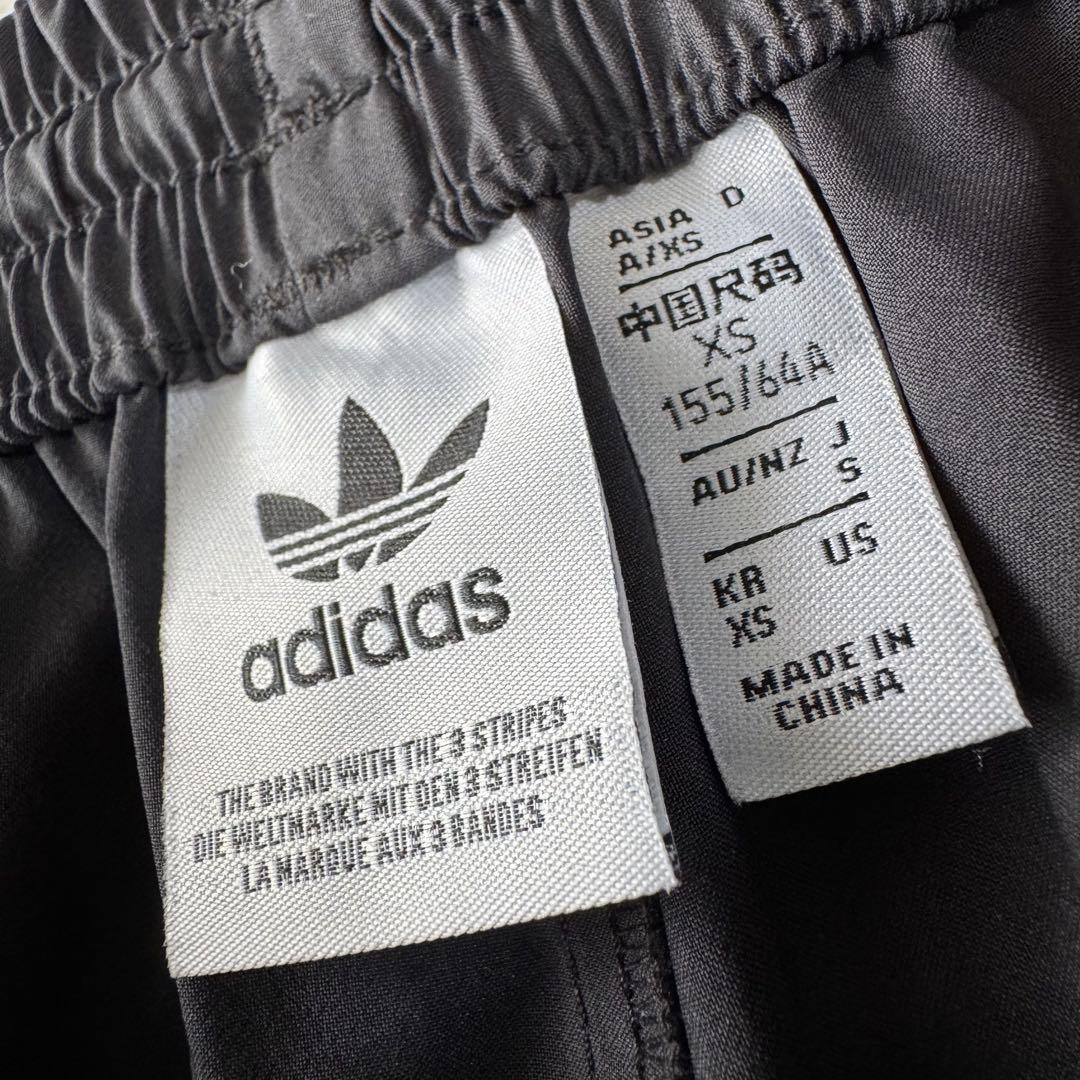 adidas
THE BRAND WITH THE 3 STRIPES
DIE WELTMARKE MIT DEN 3 STREIFEN
LA MARQUE AUX 3 BANDES
ASIA D
A/XS
中国尺码
XS
155/64A
AU/NZ J
S
KR US
XS
MADE IN
CHINA